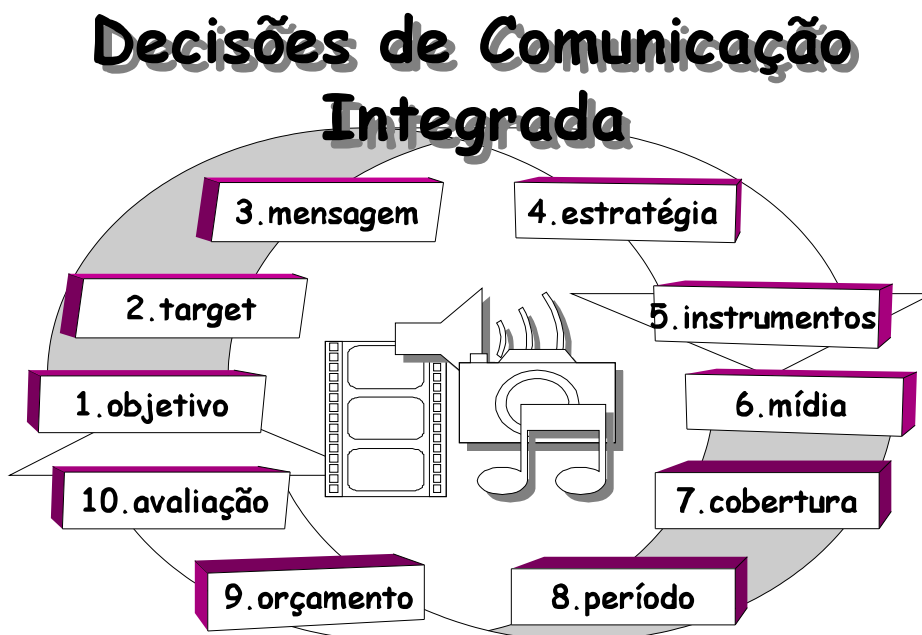 Decisões de Comunicação
Integrada
3.mensagem
4.estratégia
2.target
5.instrumentos
1.objetivo
6.mídia
10.avaliação
7.cobertura
9.orçamento
8.período